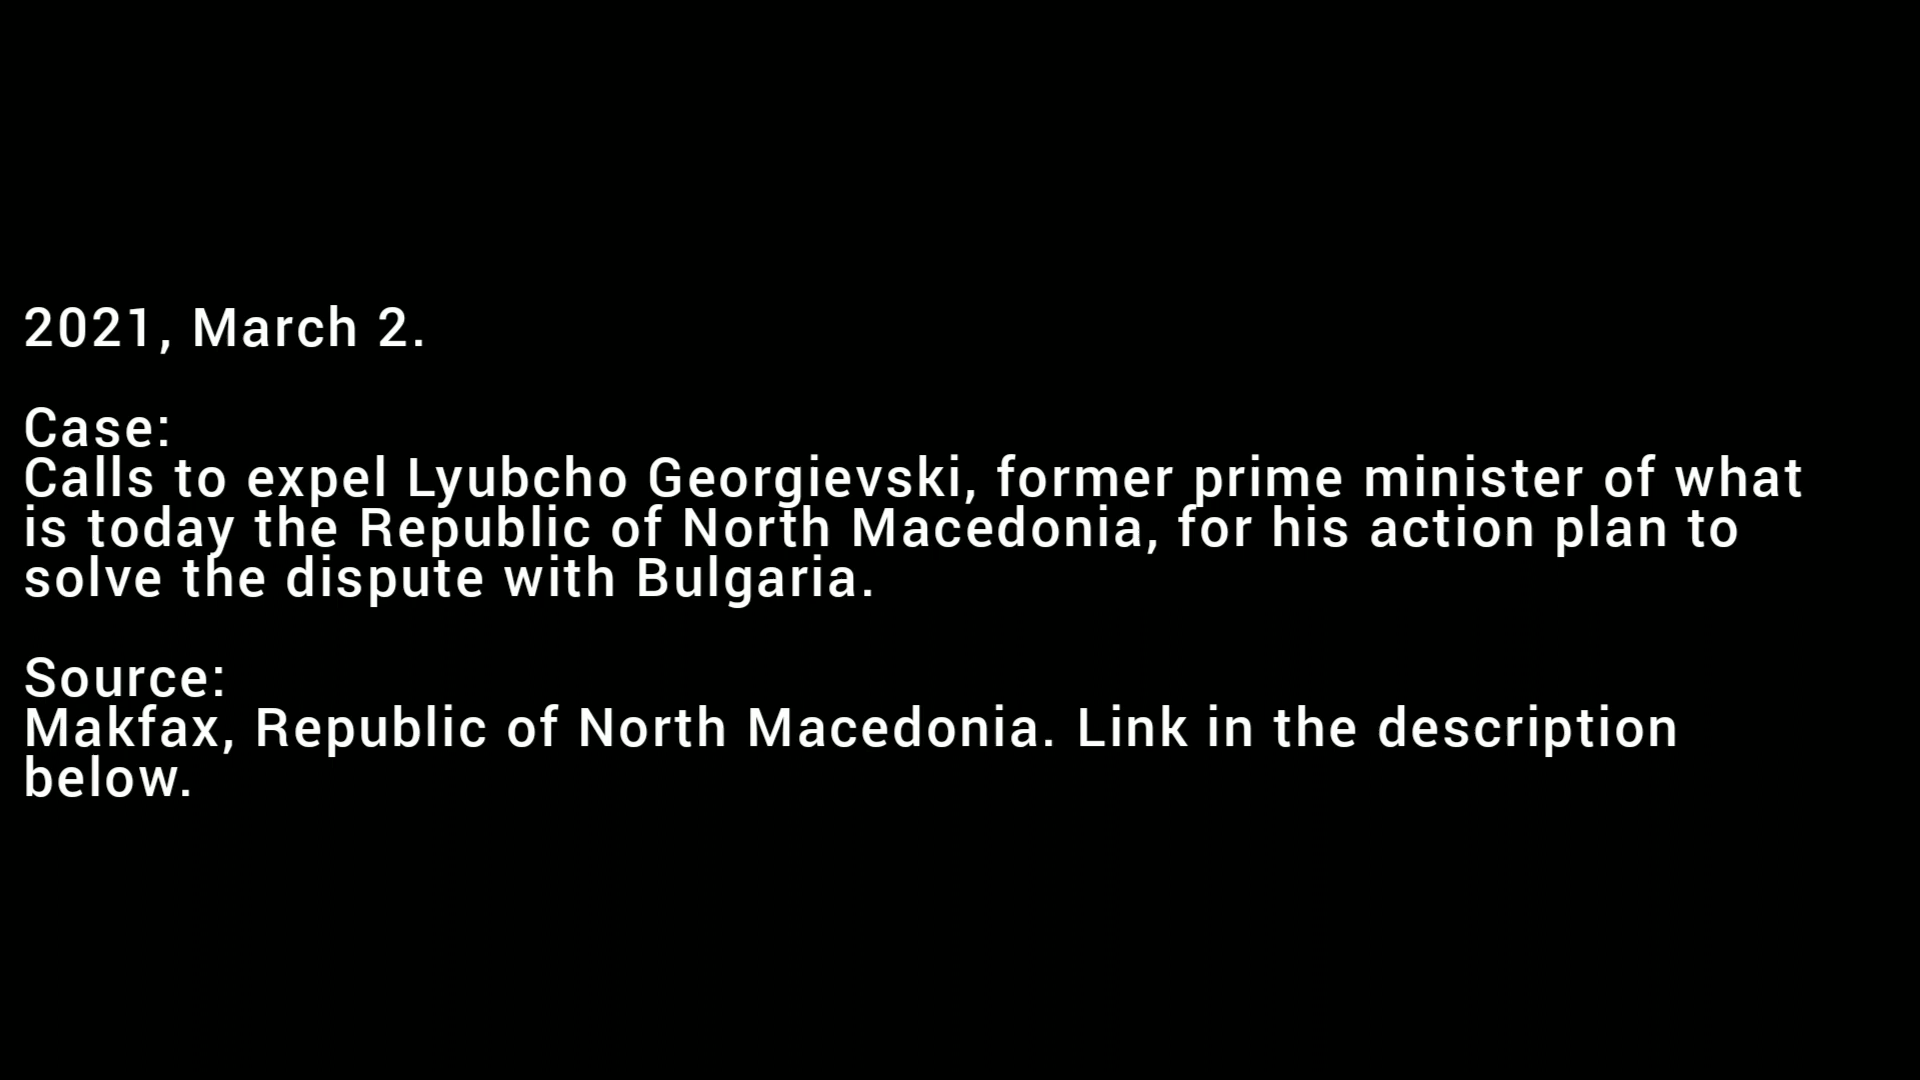 2021, March 2.
Case:
Calls to expel Lyubcho Georgievski, former prime minister of what
is today the Republic of North Macedonia, for his action plan to
solve the dispute with Bulgaria.
Source:
Makfax, Republic of North Macedonia. Link in the description
below.